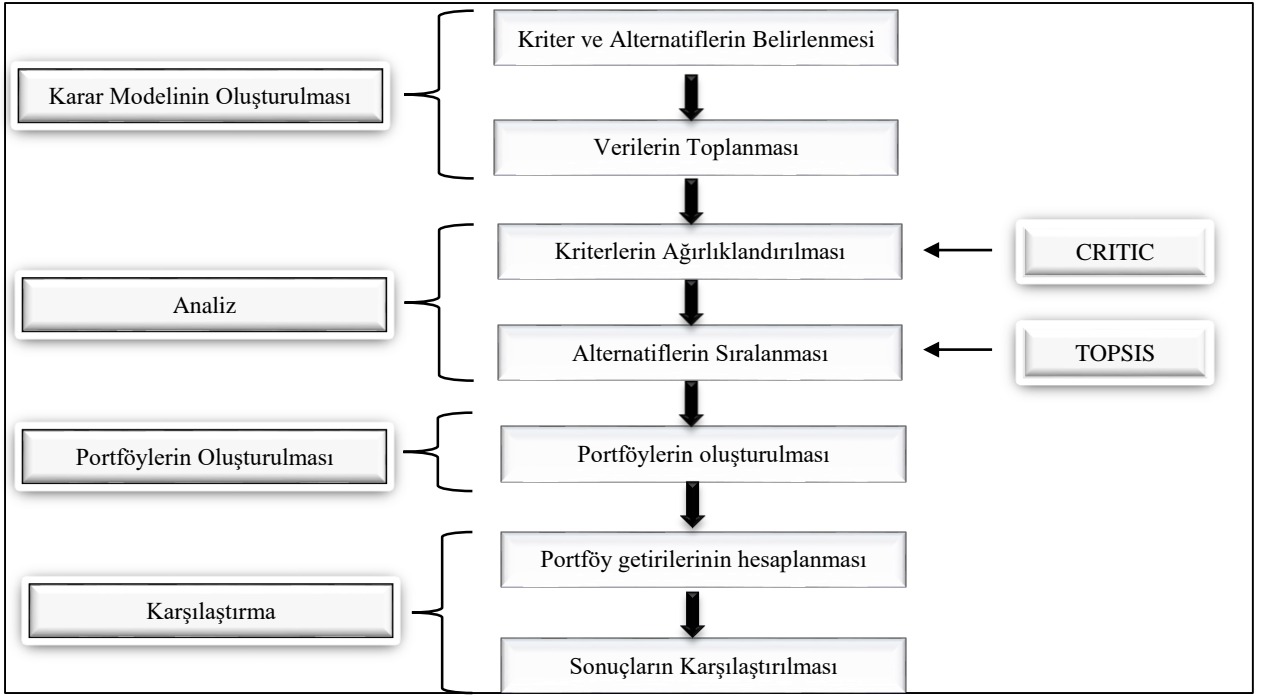 Kriter ve Alternatiflerin Belirlenmesi
Karar Modelinin Oluşturulması
Verilerin Toplanması
Kriterlerin Ağırlıklandırılması
CRITIC
Analiz
Alternatiflerin Sıralanması
TOPSIS
Portföylerin Oluşturulması
Portföylerin oluşturulması
Portföy getirilerinin hesaplanması
Karşılaştırma
Sonuçların Karşılaştırılması